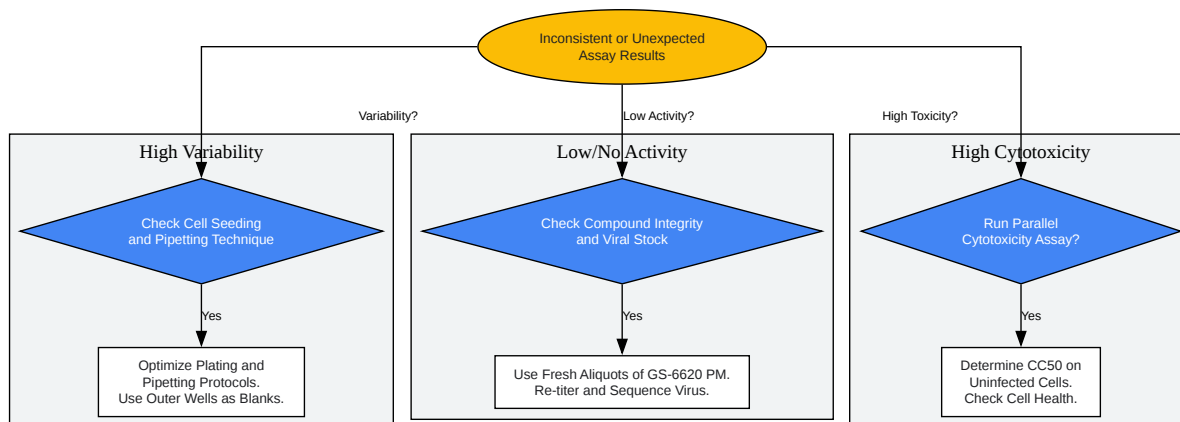 Inconsistent or Unexpected
Assay Results
Variability?
Low Activity?
High Toxicity?
High Variability
Low/No Activity
High Cytotoxicity
Check Cell Seeding
and Pipetting Technique
Check Compound Integrity
and Viral Stock
Run Parallel
Cytotoxicity Assay?
Yes
Yes
Yes
Optimize Plating and
Pipetting Protocols.
Use Outer Wells as Blanks.
Use Fresh Aliquots of GS-6620 PM.
Re-titer and Sequence Virus.
Determine CC50 on
Uninfected Cells.
Check Cell Health.